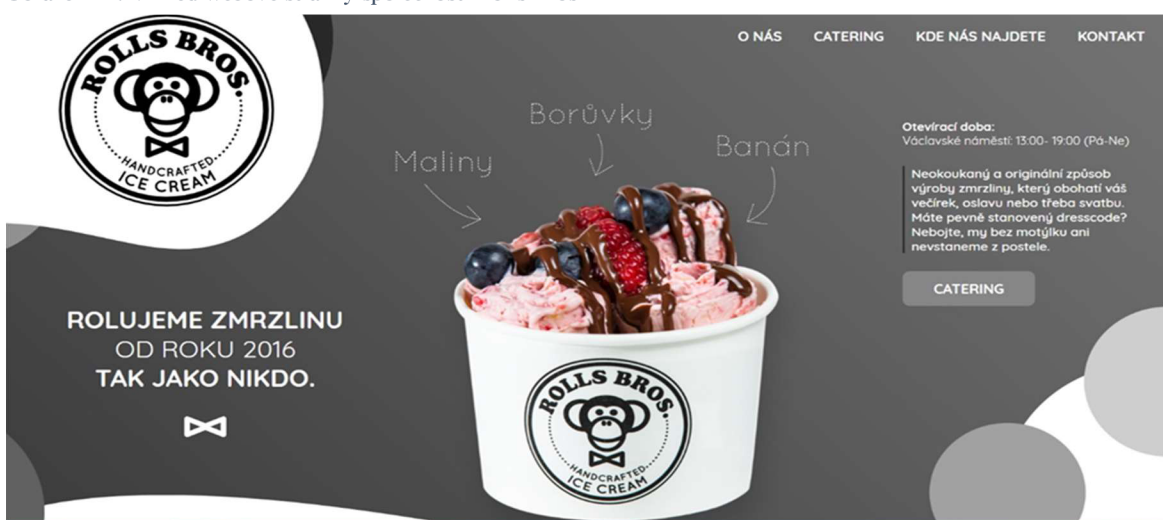 O NÁS CATERING KDE NÁS NAJDETE KONTAKT
ROLLS BROS.
HANDCRAFTED
ICE CREAM
Borůvky
Maliny
Banán
Otevírací doba:
Václavské náměstí: 13:00- 19:00 (Pá-Ne)
Neokoukaný a originální způsob
výroby zmrzliny, který obohatí váš
večírek, oslavu nebo třeba svatbu.
Máte pevně stanovený dresscode?
Nebojte, my bez motýlku ani
nevstaneme z postele.
CATERING
ROLUJEME ZMRZLINU
OD ROKU 2016
TAK JAKO NIKDO.
ROLLS BROS.
HANDCRAFTED
ICE CREAM